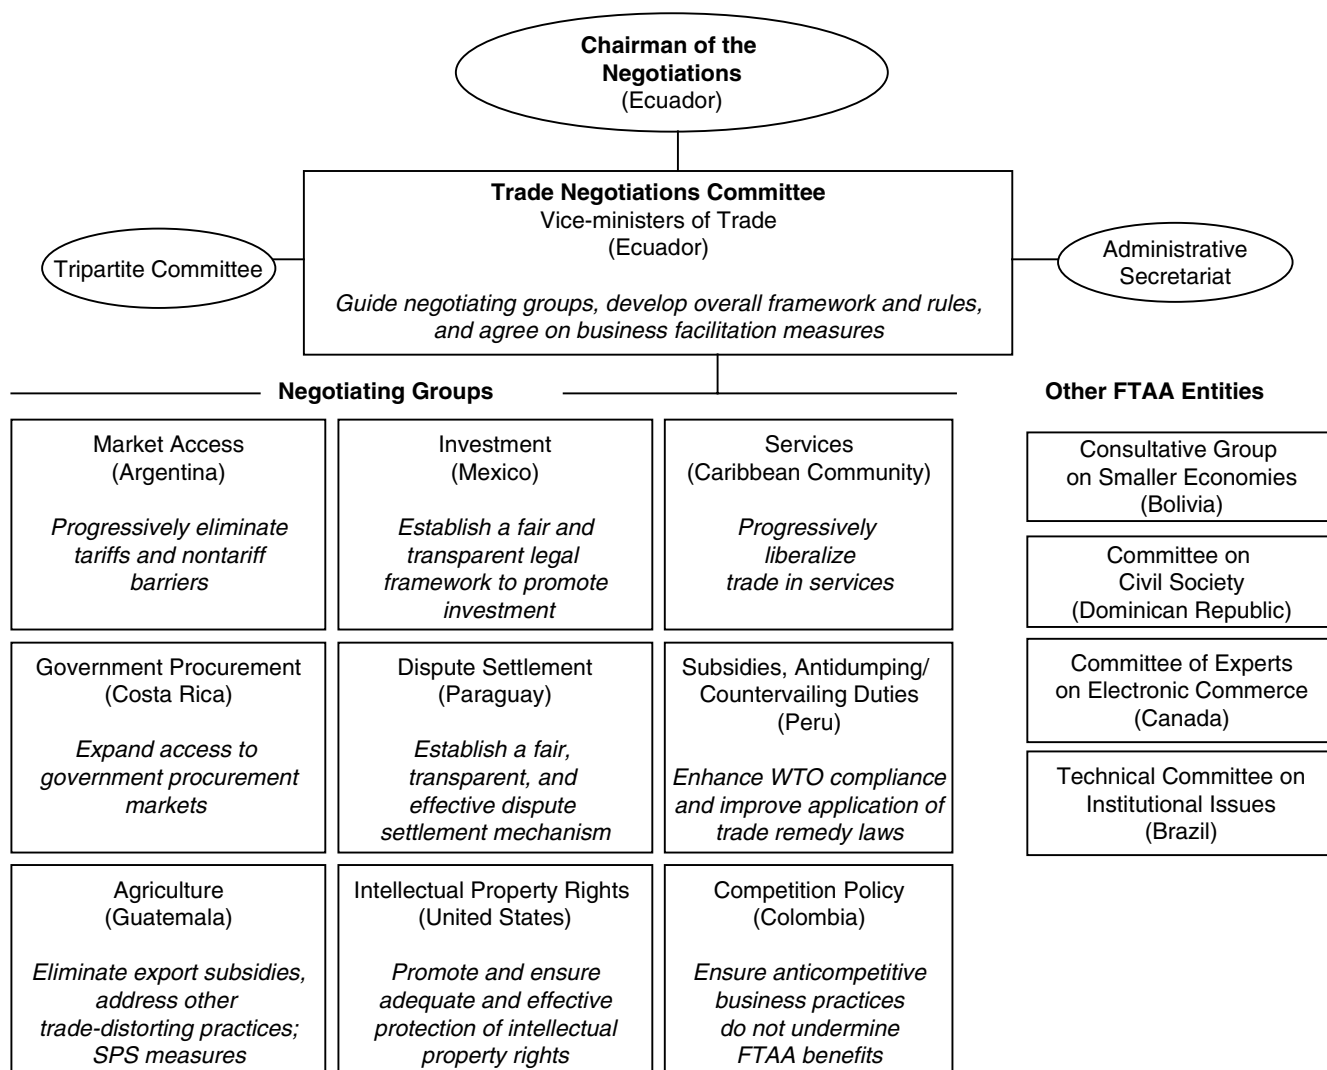 Chairman of the
Negotiations
(Ecuador)
Trade Negotiations Committee
Vice-ministers of Trade
(Ecuador)
Guide negotiating groups, develop overall framework and rules,
and agree on business facilitation measures
Tripartite Committee
Administrative
Secretariat
Negotiating Groups
Market Access
(Argentina)
Progressively eliminate
tariffs and nontariff
barriers
Investment
(Mexico)
Establish a fair and
transparent legal
framework to promote
investment
Services
(Caribbean Community)
Progressively
liberalize
trade in services
Government Procurement
(Costa Rica)
Expand access to
government procurement
markets
Dispute Settlement
(Paraguay)
Establish a fair,
transparent, and
effective dispute
settlement mechanism
Subsidies, Antidumping/
Countervailing Duties
(Peru)
Enhance WTO compliance
and improve application of
trade remedy laws
Agriculture
(Guatemala)
Eliminate export subsidies,
address other
trade-distorting practices;
SPS measures
Intellectual Property Rights
(United States)
Promote and ensure
adequate and effective
protection of intellectual
property rights
Competition Policy
(Colombia)
Ensure anticompetitive
business practices
do not undermine
FTAA benefits
Other FTAA Entities
Consultative Group
on Smaller Economies
(Bolivia)
Committee on
Civil Society
(Dominican Republic)
Committee of Experts
on Electronic Commerce
(Canada)
Technical Committee on
Institutional Issues
(Brazil)